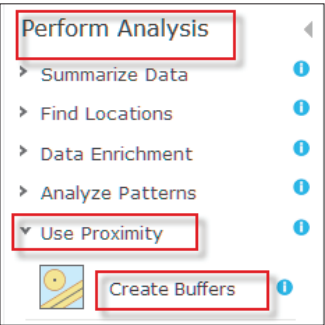 Perform Analysis
Summarize Data
Find Locations
Data Enrichment
Analyze Patterns
Use Proximity
Create Buffers